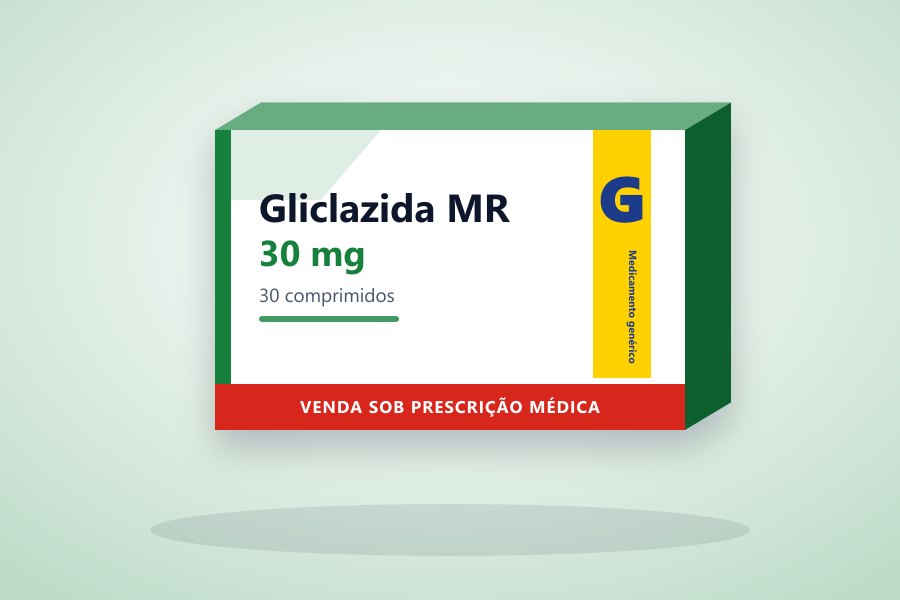 Gliclazida MR
30 mg
30 comprimidos
G
Medicamento genérico
VENDA SOB PRESCRIÇÃO MÉDICA